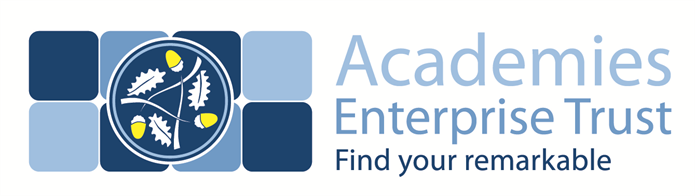 Academies
Enterprise Trust
Find your remarkable